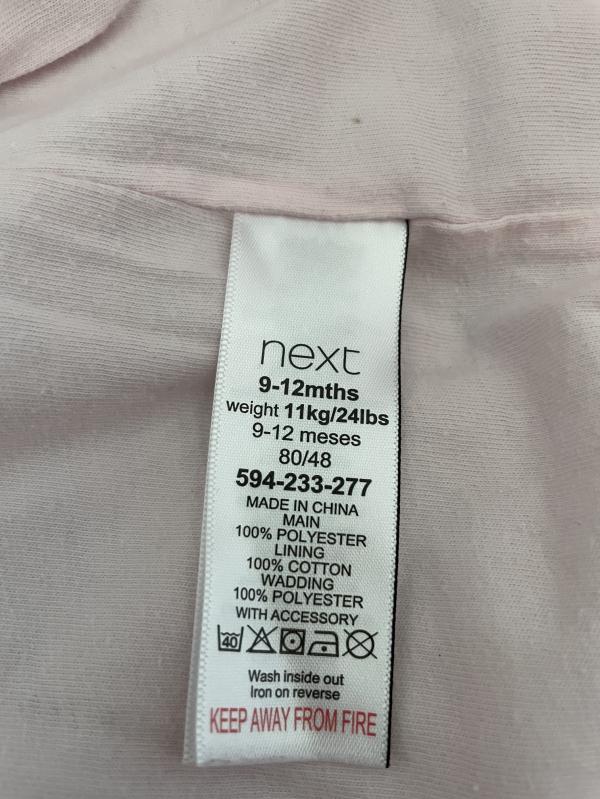 next
9-12mths
weight 11kg/24lbs
9-12 meses
80/48
594-233-277
MADE IN CHINA
MAIN
100% POLYESTER
LINING
100% COTTON
WADDING
100% POLYESTER
WITH ACCESSORY
40
Wash inside out
Iron on reverse
KEEP AWAY FROM FIRE